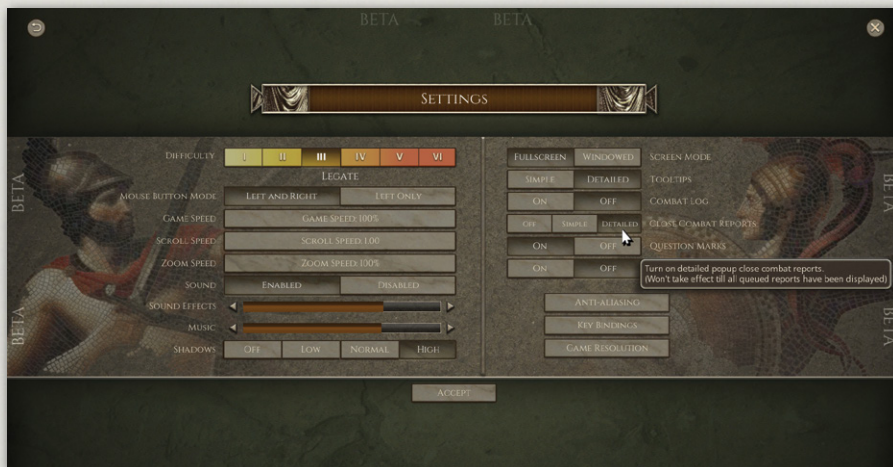 BETA BETA
SETTINGS
DIFFICULTY I II III IV V VI
LEGATE
MOUSE BUTTON MODE LEFT AND RIGHT LEFT ONLY
GAME SPEED GAME SPEED: 100%
SCROLL SPEED SCROLL SPEED: 1.00
ZOOM SPEED ZOOM SPEED: 100%
SOUND ENABLED DISABLED
SOUND EFFECTS
MUSIC
SHADOWS OFF LOW NORMAL HIGH
FULLSCREEN WINDOWED SCREEN MODE
SIMPLE DETAILED TOOLTIPS
ON OFF COMBAT LOG
OFF SIMPLE DETAILED CLOSE COMBAT REPORTS
ON OFF QUESTION MARKS
ON OFF
Turn on detailed popup close combat reports.
(Won't take effect till all queued reports have been displayed)
ANTI-ALIASING
KEY BINDINGS
GAME RESOLUTION
ACCEPT
BETA
BETA
BETA